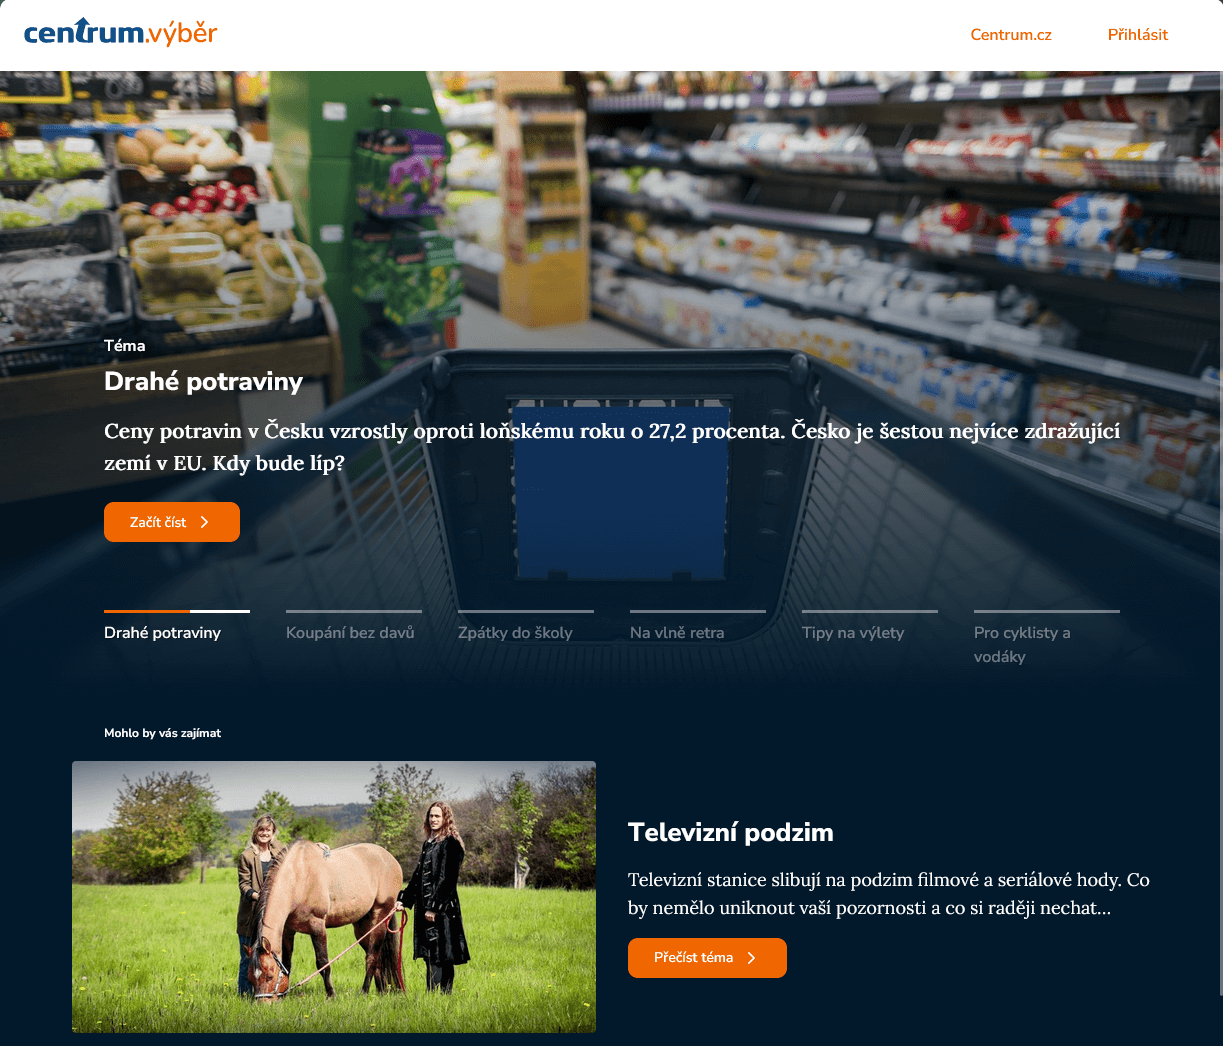 centrum.výběr
Centrum.cz
Přihlásit
Téma
Drahé potraviny
Ceny potravin v Česku vzrostly oproti loňskému roku o 27,2 procenta. Česko je šestou nejvíce zdražující
zemí v EU. Kdy bude líp?
Začít číst
Drahé potraviny
Koupání bez davů
Zpátky do školy
Na vlně retra
Tipy na výlety
Pro cyklisty a
vodáky
Mohlo by vás zajímat
Televizní podzim
Televizní stanice slibují na podzim filmové a seriálové hody. Co
by nemělo uniknout vaší pozornosti a co si raději nechat...
Přečíst téma